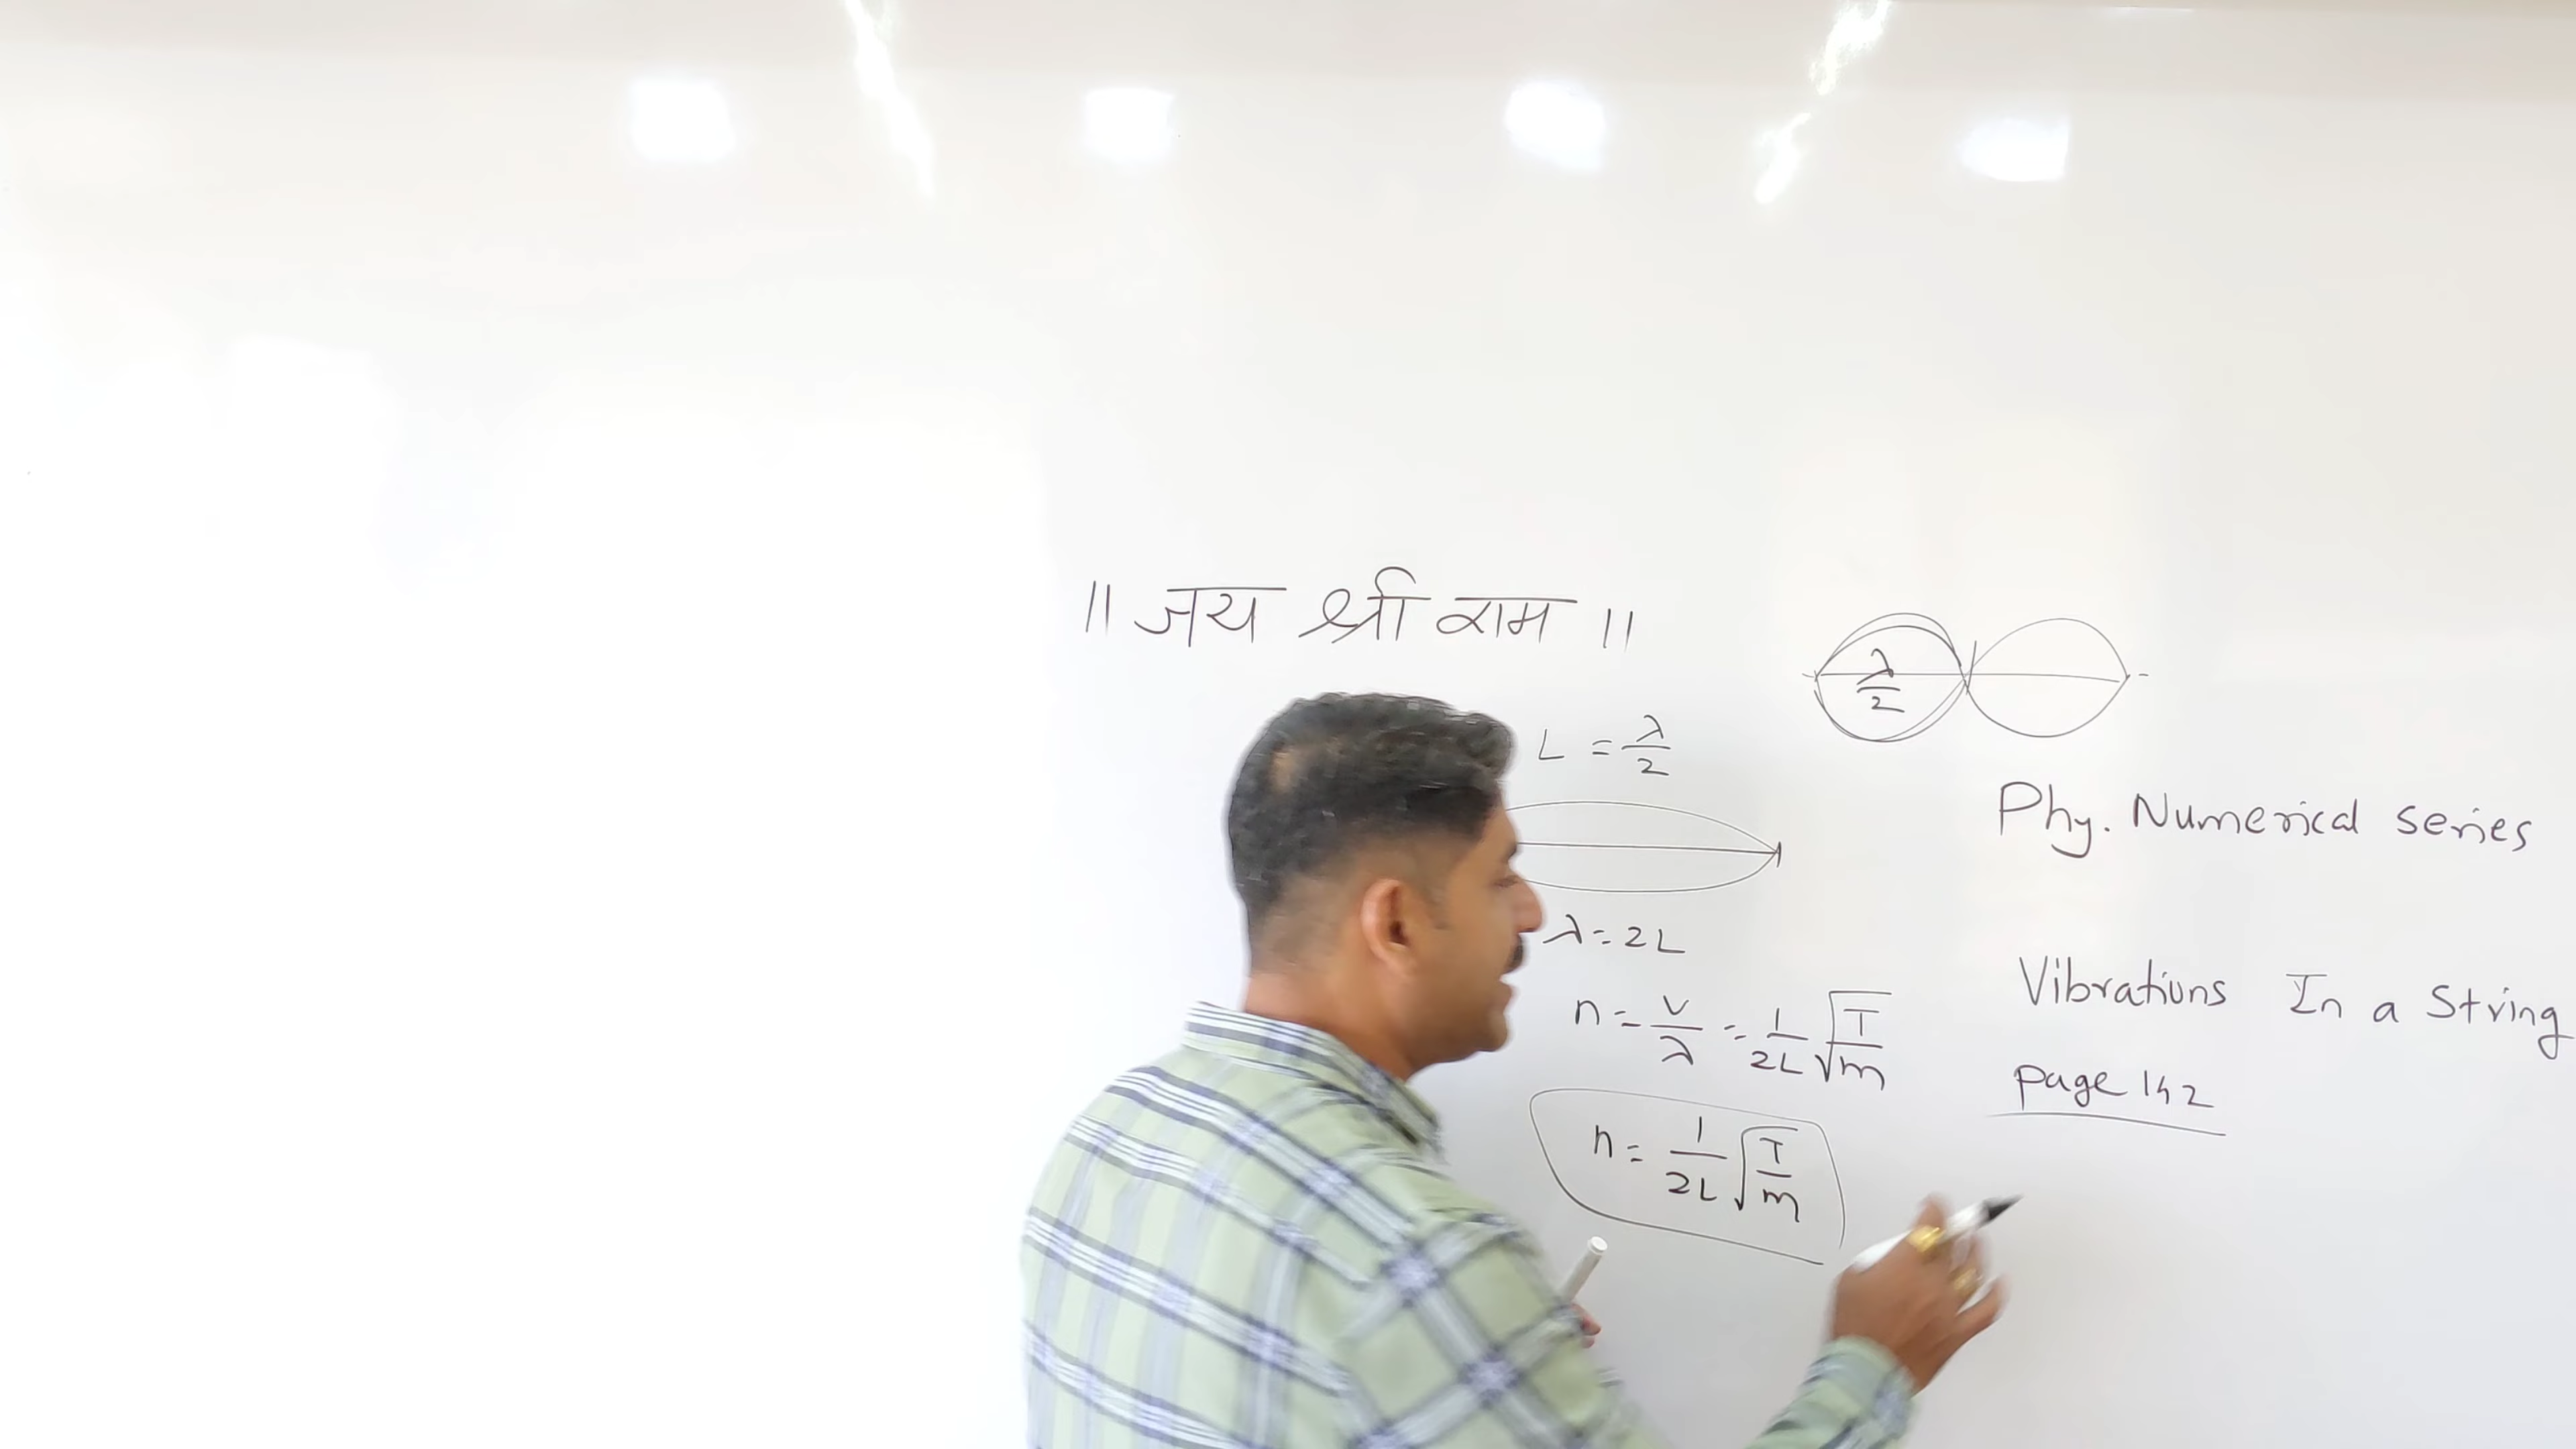 ॥ जय श्री राम ॥
λ/2
L = λ/2
λ = 2L
n = v/λ = 1/2L √T/m
n = 1/2L √T/m
Phy. Numerical series
Vibrations In a String
page 142